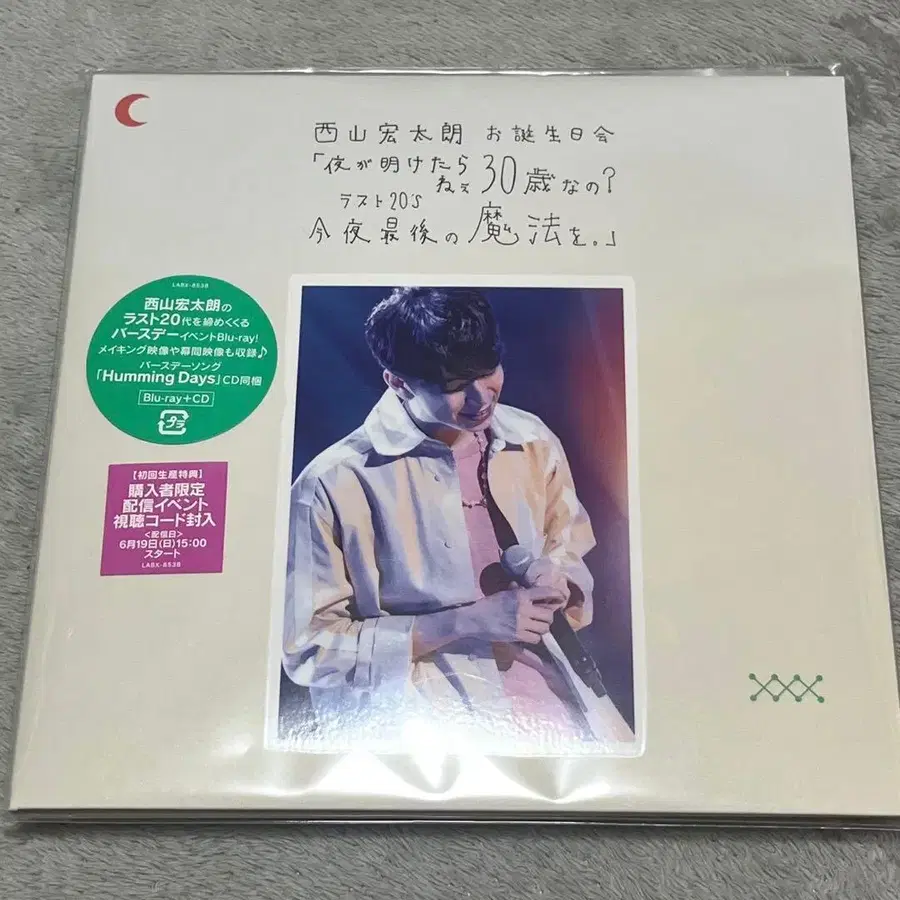 西山宏太朗 お誕生日会
「夜が明けたら
ねぇ 30歳なの?
ラスト20's
今夜最後の魔法を。」
LABX-8538
西山宏太朗の
ラスト20代を締めくくる
バースデーイベントBlu-ray!
メイキング映像や幕間映像も収録♪
バースデーソング
「Humming Days」CD同梱
Blu-ray+CD
プラ
【初回生産特典】
購入者限定
配信イベント
視聴コード封入
<配信日>
6月19日(日)15:00
スタート
LABX-8538